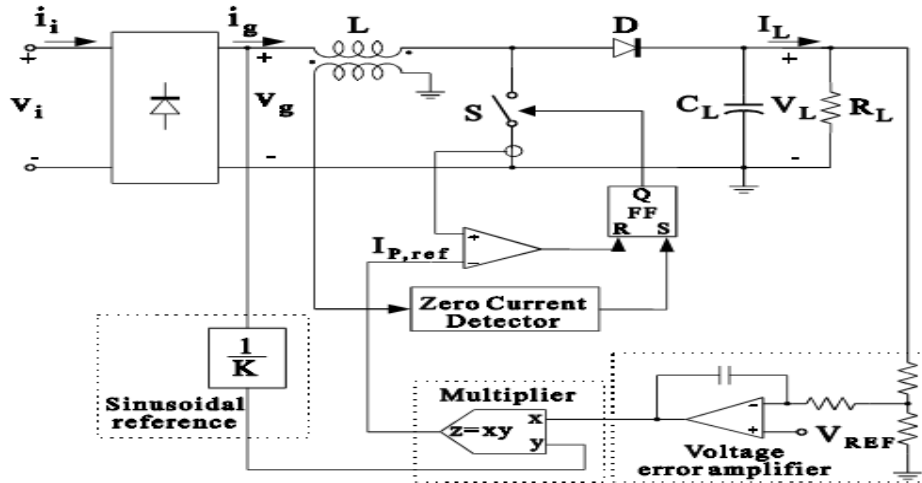 i_i
i_g
L
D
I_L
+
+
+
v_i
v_g
S
C_L
V_L
R_L
-
-
-
Q
FF
R S
I_P,ref
+
-
Zero Current
Detector
1
K
Sinusoidal
reference
Multiplier
z=xy
x
y
-
+
V_REF
Voltage
error amplifier